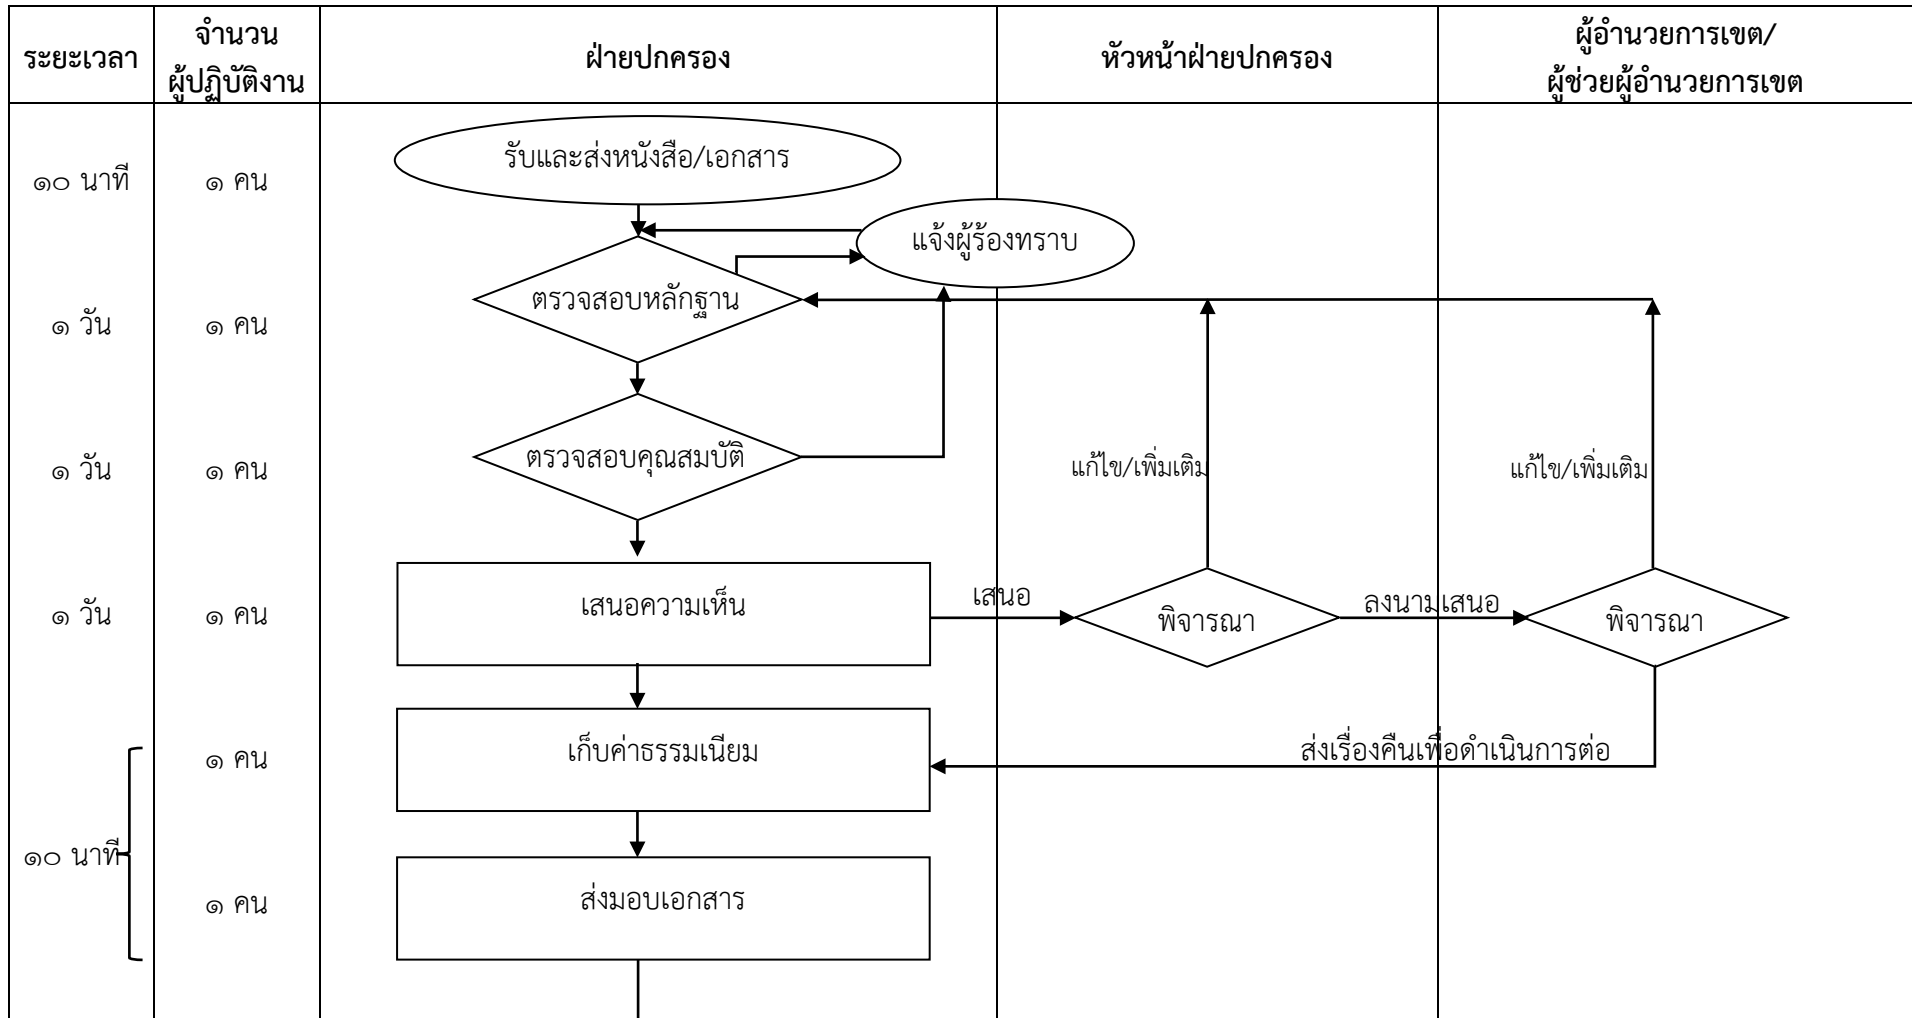 ระยะเวลา
จำนวน
ผู้ปฏิบัติงาน
ฝ่ายปกครอง
หัวหน้าฝ่ายปกครอง
ผู้อำนวยการเขต/
ผู้ช่วยผู้อำนวยการเขต
๑๐ นาที
๑ คน
รับและส่งหนังสือ/เอกสาร
แจ้งผู้ร้องทราบ
๑ วัน
๑ คน
ตรวจสอบหลักฐาน
๑ วัน
๑ คน
ตรวจสอบคุณสมบัติ
แก้ไข/เพิ่มเติม
แก้ไข/เพิ่มเติม
๑ วัน
๑ คน
เสนอความเห็น
เสนอ
พิจารณา
ลงนามเสนอ
พิจารณา
๑ คน
เก็บค่าธรรมเนียม
ส่งเรื่องคืนเพื่อดำเนินการต่อ
๑๐ นาที
๑ คน
ส่งมอบเอกสาร